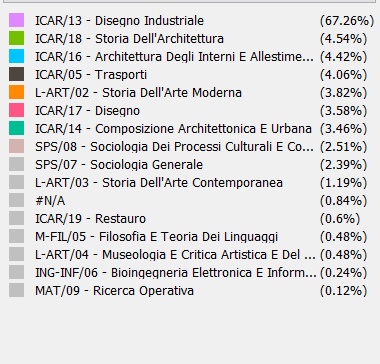 ICAR/13 - Disegno Industriale (67.26%)
ICAR/18 - Storia Dell'Architettura (4.54%)
ICAR/16 - Architettura Degli Interni E Allestime... (4.42%)
ICAR/05 - Trasporti (4.06%)
L-ART/02 - Storia Dell'Arte Moderna (3.82%)
ICAR/17 - Disegno (3.58%)
ICAR/14 - Composizione Architettonica E Urbana (3.46%)
SPS/08 - Sociologia Dei Processi Culturali E Co... (2.51%)
SPS/07 - Sociologia Generale (2.39%)
L-ART/03 - Storia Dell'Arte Contemporanea (1.19%)
#N/A (0.84%)
ICAR/19 - Restauro (0.6%)
M-FIL/05 - Filosofia E Teoria Dei Linguaggi (0.48%)
L-ART/04 - Museologia E Critica Artistica E Del ... (0.48%)
ING-INF/06 - Bioingegneria Elettronica E Inform... (0.24%)
MAT/09 - Ricerca Operativa (0.12%)